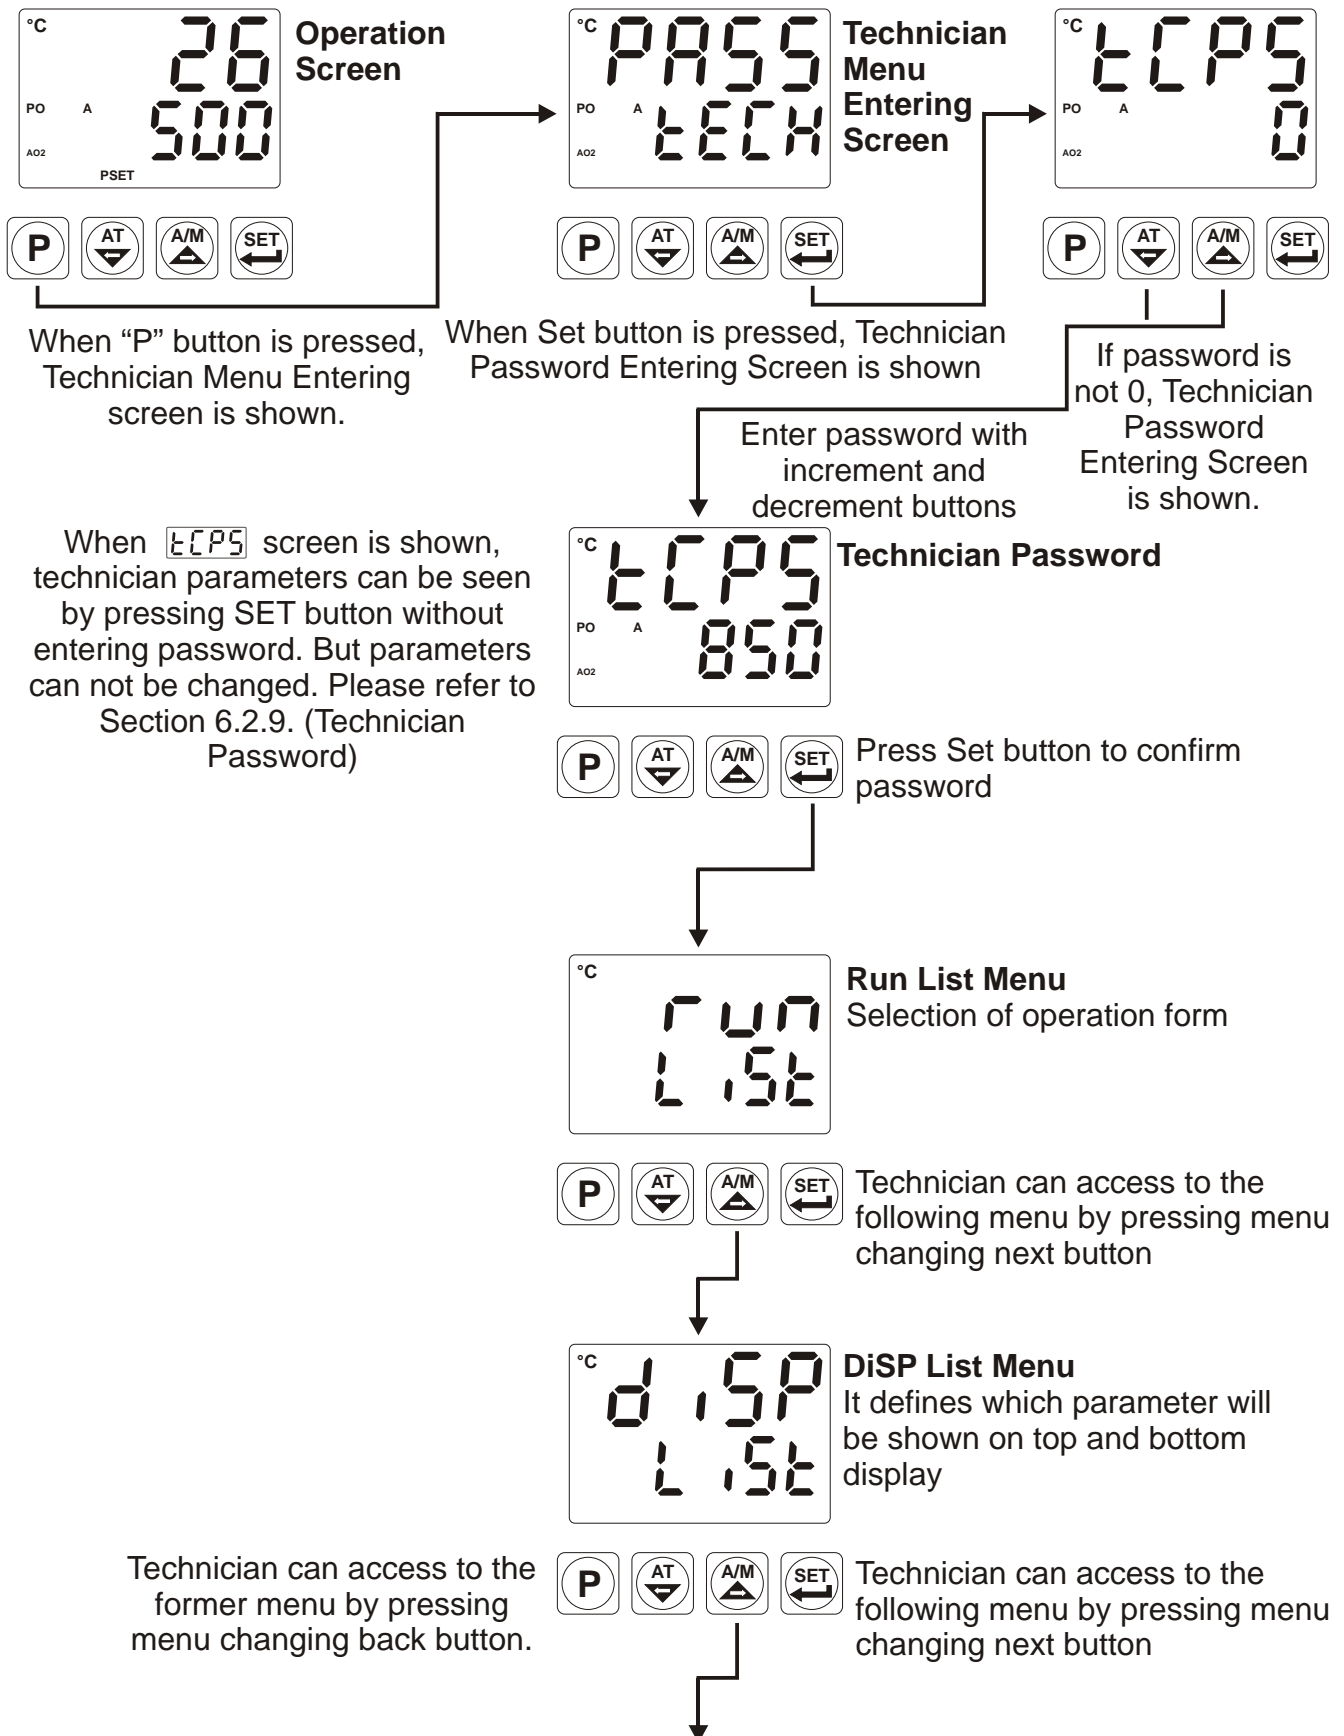 °C
26
PO A
500
AO2
PSET
Operation
Screen
P AT A/M SET
When “P” button is pressed,
Technician Menu Entering
screen is shown.
°C
PASS
PO A
tECH
AO2
Technician
Menu
Entering
Screen
P AT A/M SET
When Set button is pressed, Technician
Password Entering Screen is shown
°C
tCPS
PO A
0
AO2
P AT A/M SET
If password is
not 0, Technician
Password
Entering Screen
is shown.
Enter password with
increment and
decrement buttons
When tCPS screen is shown,
technician parameters can be seen
by pressing SET button without
entering password. But parameters
can not be changed. Please refer to
Section 6.2.9. (Technician
Password)
°C
tCPS
PO A
850
AO2
Technician Password
P AT A/M SET
Press Set button to confirm
password
°C
run
LiSt
Run List Menu
Selection of operation form
P AT A/M SET
Technician can access to the
following menu by pressing menu
changing next button
°C
diSP
LiSt
DiSP List Menu
It defines which parameter will
be shown on top and bottom
display
Technician can access to the
former menu by pressing
menu changing back button.
P AT A/M SET
Technician can access to the
following menu by pressing menu
changing next button